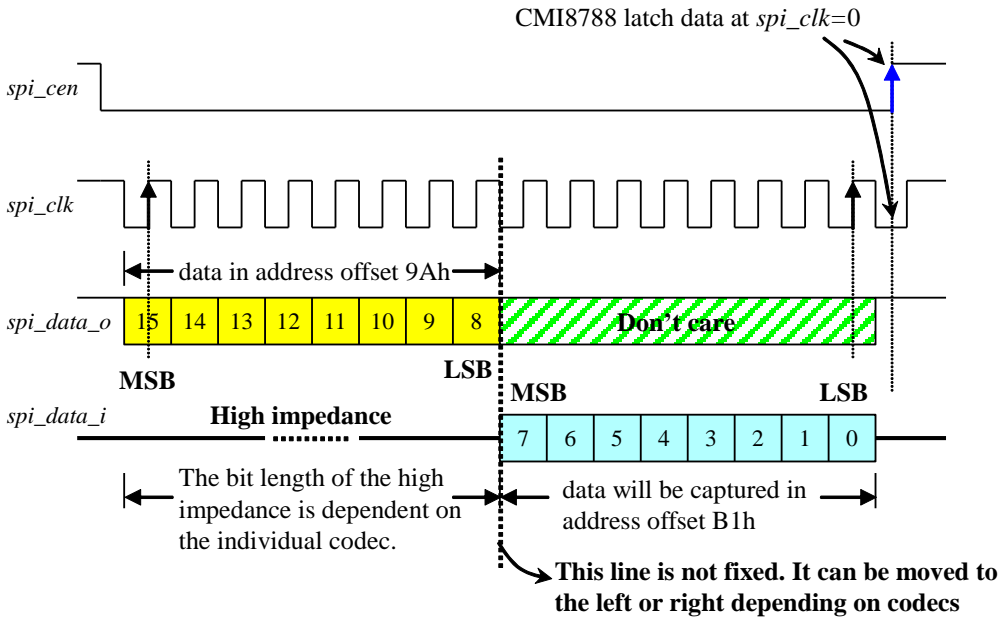 CMI8788 latch data at spi_clk=0
spi_cen
spi_clk
data in address offset 9Ah
spi_data_o
15 14 13 12 11 10 9 8
Don't care
MSB
LSB
MSB
LSB
spi_data_i
High impedance
7 6 5 4 3 2 1 0
The bit length of the high
impedance is dependent on
the individual codec.
data will be captured in
address offset B1h
This line is not fixed. It can be moved to
the left or right depending on codecs